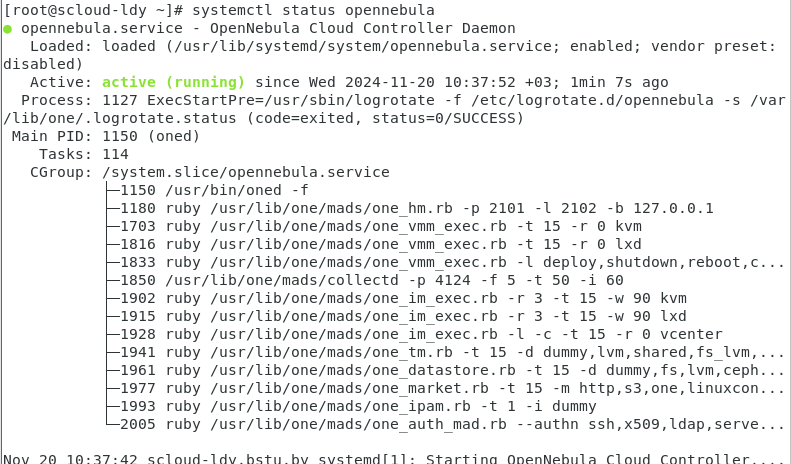 [root@scloud-ldy ~]# systemctl status opennebula
● opennebula.service - OpenNebula Cloud Controller Daemon
   Loaded: loaded (/usr/lib/systemd/system/opennebula.service; enabled; vendor preset:
disabled)
   Active: active (running) since Wed 2024-11-20 10:37:52 +03; 1min 7s ago
  Process: 1127 ExecStartPre=/usr/sbin/logrotate -f /etc/logrotate.d/opennebula -s /var
/lib/one/.logrotate.status (code=exited, status=0/SUCCESS)
 Main PID: 1150 (oned)
    Tasks: 114
   CGroup: /system.slice/opennebula.service
           ├─1150 /usr/bin/oned -f
           ├─1180 ruby /usr/lib/one/mads/one_hm.rb -p 2101 -l 2102 -b 127.0.0.1
           ├─1703 ruby /usr/lib/one/mads/one_vmm_exec.rb -t 15 -r 0 kvm
           ├─1816 ruby /usr/lib/one/mads/one_vmm_exec.rb -t 15 -r 0 lxd
           ├─1833 ruby /usr/lib/one/mads/one_vmm_exec.rb -l deploy,shutdown,reboot,c...
           ├─1850 /usr/lib/one/mads/collectd -p 4124 -f 5 -t 50 -i 60
           ├─1902 ruby /usr/lib/one/mads/one_im_exec.rb -r 3 -t 15 -w 90 kvm
           ├─1915 ruby /usr/lib/one/mads/one_im_exec.rb -r 3 -t 15 -w 90 lxd
           ├─1928 ruby /usr/lib/one/mads/one_im_exec.rb -l -c -t 15 -r 0 vcenter
           ├─1941 ruby /usr/lib/one/mads/one_tm.rb -t 15 -d dummy,lvm,shared,fs_lvm,...
           ├─1961 ruby /usr/lib/one/mads/one_datastore.rb -t 15 -d dummy,fs,lvm,ceph...
           ├─1977 ruby /usr/lib/one/mads/one_market.rb -t 15 -m http,s3,one,linuxcon...
           ├─1993 ruby /usr/lib/one/mads/one_ipam.rb -t 1 -i dummy
           └─2005 ruby /usr/lib/one/mads/one_auth_mad.rb --authn ssh,x509,ldap,serve...
Nov 20 10:37:42 scloud-ldy.bstu.by systemd[1]: Starting OpenNebula Cloud Controller....